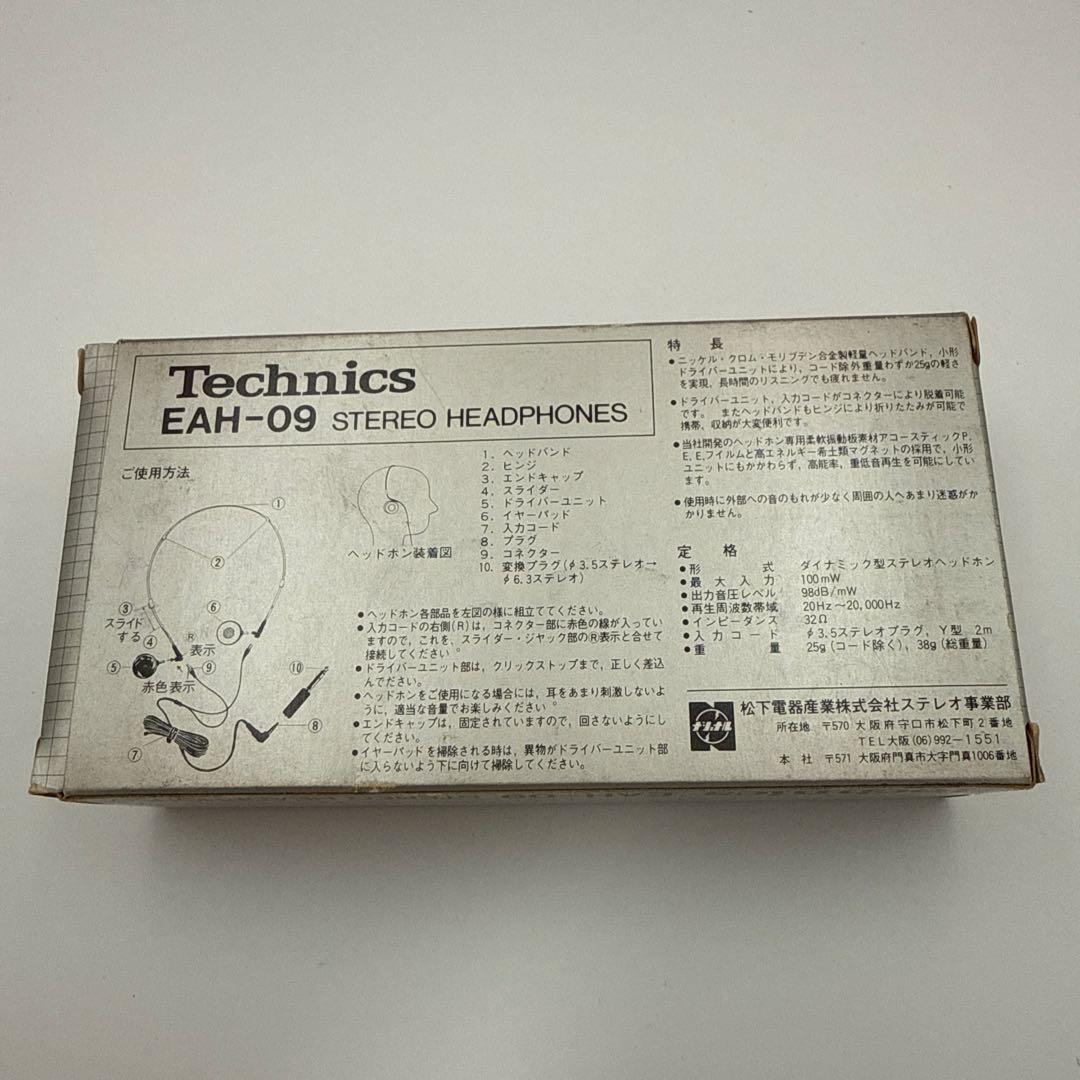 Technics
EAH-09 STEREO HEADPHONES
ご使用方法
①
②
③
スライド
する
④
⑤
⑥
Ⓡ
表示
⑨
赤色表示
⑦
⑧
⑩
ヘッドホン装着図
1. ヘッドバンド
2. ヒンジ
3. エンドキャップ
4. スライダー
5. ドライバーユニット
6. イヤーパッド
7. 入力コード
8. プラグ
9. コネクター
10. 変換プラグ(φ3.5ステレオ→
φ6.3ステレオ)
●ヘッドホン各部品を左図の様に組立ててください。
●入力コードの右側(R)は、コネクター部に赤色の線が入ってい
ますので、これを、スライダー・ジャック部のⓇ表示と合せて
接続してください。
●ドライバーユニット部は、クリックストップまで、正しく差込
んでださい。
●ヘッドホンをご使用になる場合には、耳をあまり刺激しないよ
うに、適当な音量でお楽しみください。
●エンドキャップは、固定されていますので、回さないようにし
てください。
●イヤーパッドを掃除される時は、異物がドライバーユニット部
に入らないよう下に向けて掃除してください。
特長
●ニッケル・クロム・モリブデン合金製軽量ヘッドバンド、小形
ドライバーユニットにより、コード除外重量わずか25gの軽さ
を実現、長時間のリスニングでも疲れません。
●ドライバーユニット、入力コードがコネクターにより脱着可能
です。 またヘッドバンドもヒンジにより折りたたみが可能で
携帯、収納が大変便利です。
●当社開発のヘッドホン専用柔軟振動板素材アコースティックP.
E.E.フイルムと高エネルギー希土類マグネットの採用で、小形
ユニットにもかかわらず、高能率、重低音再生を可能にしてい
ます。
●使用時に外部への音のもれが少なく周囲の人へあまり迷惑がか
かりません。
定格
●形式 ダイナミック型ステレオヘッドホン
●最大入力 100mW
●出力音圧レベル 98dB/mW
●再生周波数帯域 20Hz〜20,000Hz
●インピーダンス 32Ω
●入力コード φ3.5ステレオプラグ、Y型 2m
●重量 25g(コード除く)、38g(総重量)
ナショナル
松下電器産業株式会社ステレオ事業部
所在地 〒570 大阪府守口市松下町2番地
TEL大阪(06)992-1551
本社 〒571 大阪府門真市大字門真1006番地